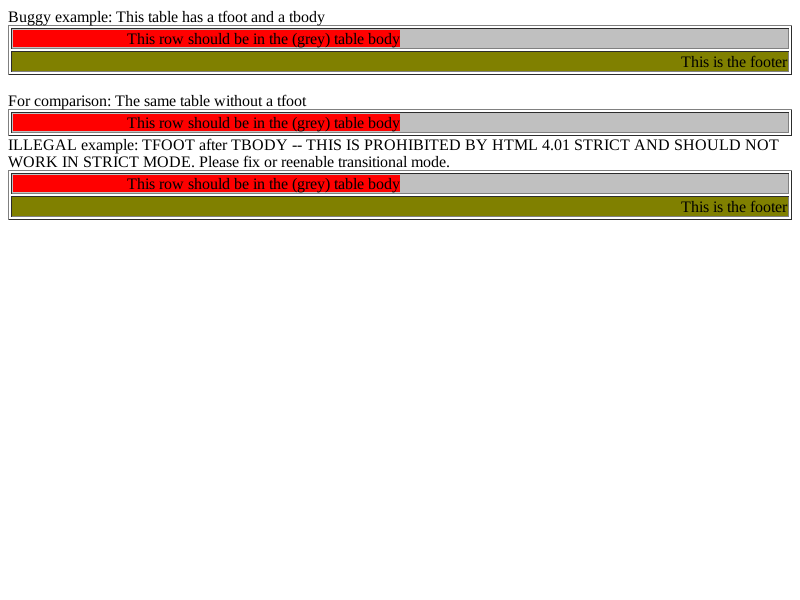 Buggy example: This table has a tfoot and a tbody
This row should be in the (grey) table body
This is the footer
For comparison: The same table without a tfoot
This row should be in the (grey) table body
ILLEGAL example: TFOOT after TBODY -- THIS IS PROHIBITED BY HTML 4.01 STRICT AND SHOULD NOT
WORK IN STRICT MODE. Please fix or reenable transitional mode.
This row should be in the (grey) table body
This is the footer